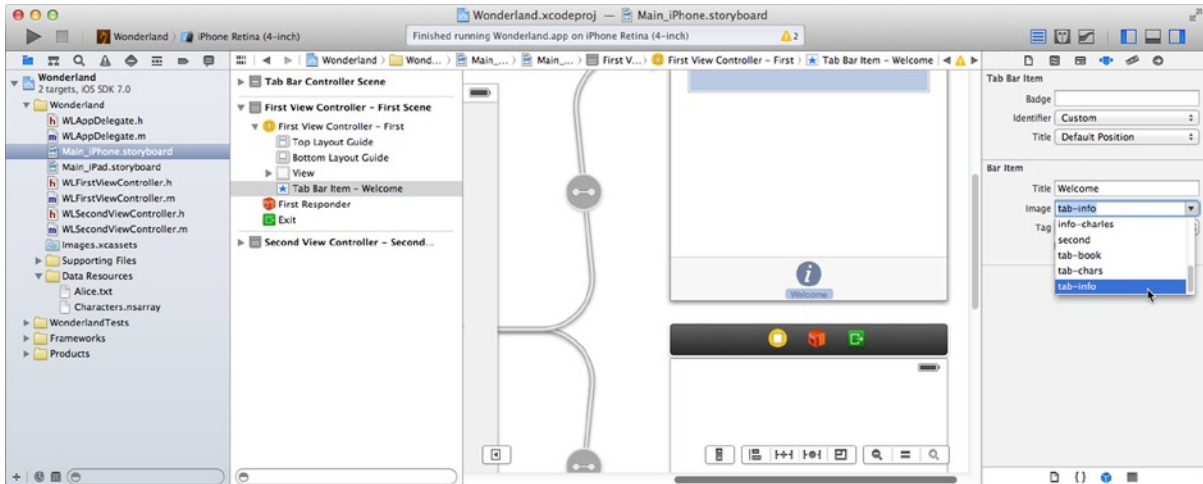 Wonderland.xcodeproj — Main_iPhone.storyboard
Wonderland
iPhone Retina (4-inch)
Finished running Wonderland.app on iPhone Retina (4-inch)
2
Wonderland
Wond...
Main_...
Main_...
First V...
First View Controller – First
Tab Bar Item – Welcome
Wonderland
2 targets, iOS SDK 7.0
Wonderland
h WLAppDelegate.h
m WLAppDelegate.m
Main_iPhone.storyboard
Main_iPad.storyboard
h WLFirstViewController.h
m WLFirstViewController.m
h WLSecondViewController.h
m WLSecondViewController.m
Images.xcassets
Supporting Files
Data Resources
Alice.txt
Characters.nsarray
WonderlandTests
Frameworks
Products
Tab Bar Controller Scene
First View Controller – First Scene
First View Controller – First
Top Layout Guide
Bottom Layout Guide
View
Tab Bar Item – Welcome
First Responder
Exit
Second View Controller – Second...
Welcome
Tab Bar Item
Badge
Identifier Custom
Title Default Position
Bar Item
Title Welcome
Image tab-info
Tag
info-charles
second
tab-book
tab-chars
tab-info